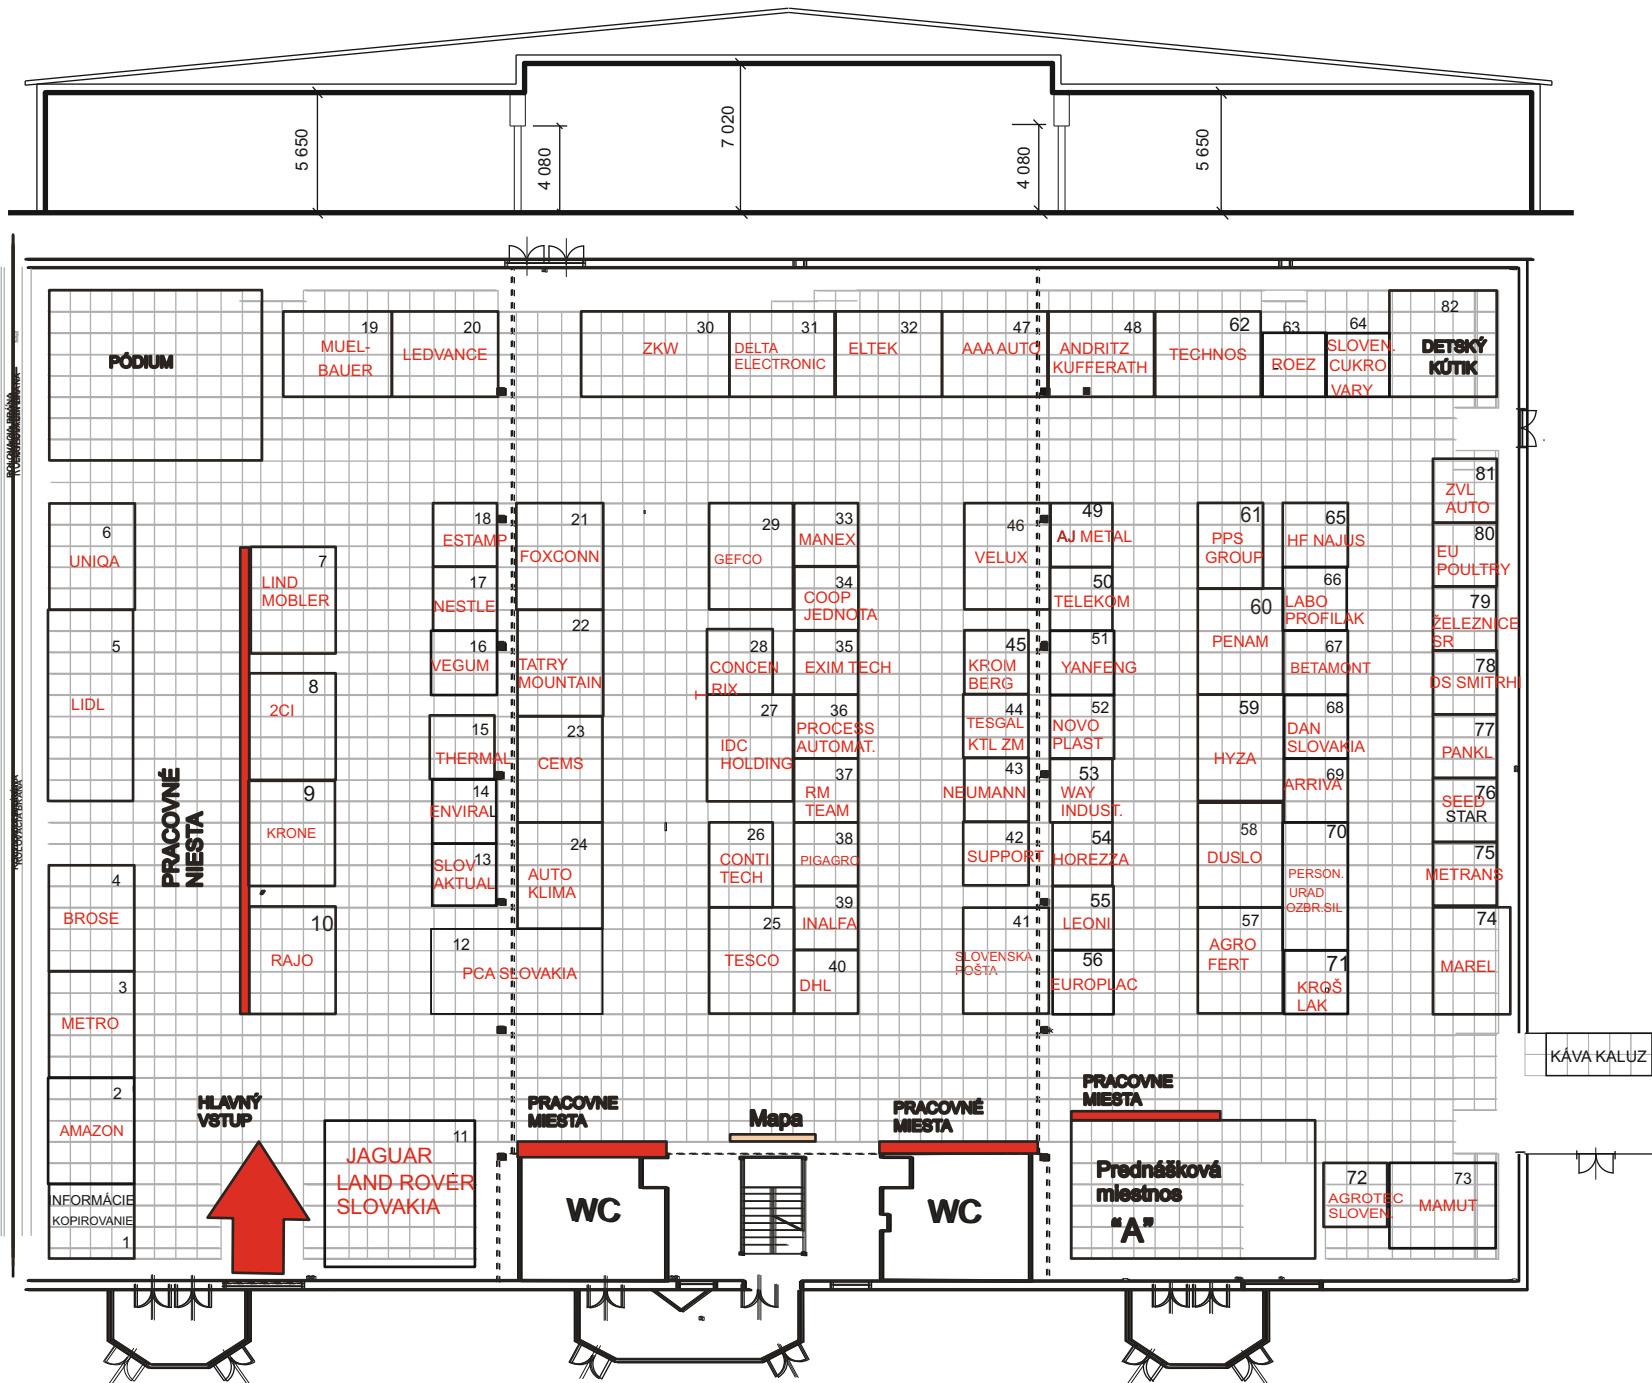 5 650
4 080
7 020
4 080
5 650
PÓDIUM
19
MUEL-
BAUER
20
LEDVANCE
30
ZKW
31
DELTA
ELECTRONIC
32
ELTEK
47
AAA AUTO
48
ANDRITZ
KUFFERATH
62
TECHNOS
63
ROEZ
64
SLOVEN.
CUKRO
VARY
82
DETSKÝ
KÚTIK
6
UNIQA
5
LIDL
4
BROSE
3
METRO
2
AMAZON
INFORMÁCIE
KOPIROVANIE
1
PRACOVNÉ
NIESTA
7
LIND
MOBLER
8
2CI
9
KRONE
10
RAJO
18
ESTAMP
17
NESTLE
16
VEGUM
15
THERMAL
14
ENVIRAL
13
SLOV
AKTUAL
12
PCA SLOVAKIA
21
FOXCONN
22
TATRY
MOUNTAIN
23
CEMS
24
AUTO
KLIMA
29
GEFCO
28
CONCEN
T RIX
27
IDC
HOLDING
26
CONTI
TECH
25
TESCO
33
MANEX
34
COOP
JEDNOTA
35
EXIM TECH
36
PROCESS
AUTOMAT.
37
RM
TEAM
38
PIGAGRO
39
INALFA
40
DHL
46
VELUX
45
KROM
BERG
44
TESGAL
KTL ZM
43
NEUMANN
42
SUPPORT
41
SLOVENSKA
POŠTA
49
AJ METAL
50
TELEKOM
51
YANFENG
52
NOVO
PLAST
53
WAY
INDUST.
54
HOREZZA
55
LEONI
56
EUROPLAC
61
PPS
GROUP
60
PENAM
59
HYZA
58
DUSLO
57
AGRO
FERT
65
HF NAJUS
66
LABO
PROFILAK
67
BETAMONT
68
DAN
SLOVAKIA
69
ARRIVA
70
PERSON.
URAD
OZBR.SIL
71
KROŠ
LAK
81
ZVL
AUTO
80
EU
POULTRY
79
ŽELEZNICE
SR
78
DS SMITRHI
77
PANKL
76
SEED
STAR
75
METRANS
74
MAREL
KÁVA KALUZ
HLAVNÝ
VSTUP
11
JAGUAR
LAND ROVER
SLOVAKIA
PRACOVNE
MIESTA
WC
Mapa
PRACOVNÉ
MIESTA
WC
PRACOVNE
MIESTA
Prednášková
miestnos
"A"
72
AGROTEC
SLOVEN.
73
MAMUT